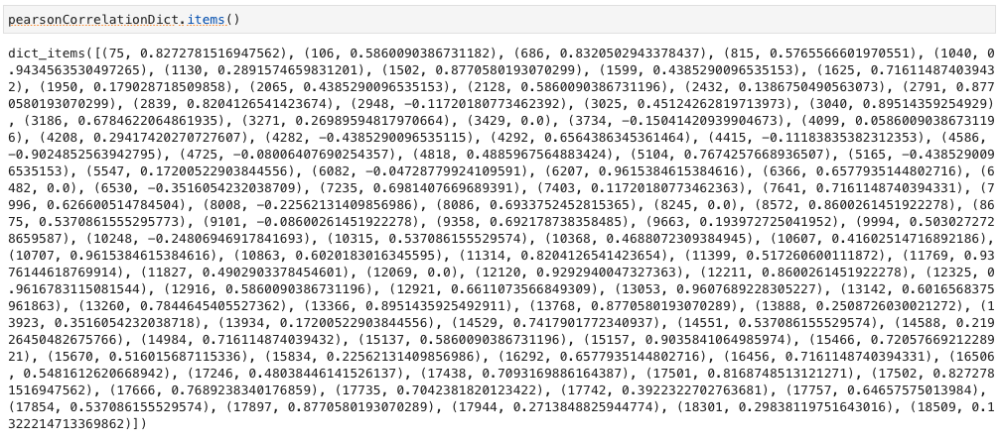 pearsonCorrelationDict.items()
dict_items([(75, 0.8272781516947562), (106, 0.5860090386731182), (686, 0.8320502943378437), (815, 0.5765566601970551), (1040, 0
.9434563530497265), (1130, 0.2891574659831201), (1502, 0.8770580193070299), (1599, 0.4385290096535153), (1625, 0.71611487403943
2), (1950, 0.179028718509858), (2065, 0.4385290096535153), (2128, 0.5860090386731196), (2432, 0.1386750490563073), (2791, 0.877
0580193070299), (2839, 0.8204126541423674), (2948, −0.11720180773462392), (3025, 0.45124262819713973), (3040, 0.89514359254929)
, (3186, 0.6784622064861935), (3271, 0.26989594817970664), (3429, 0.0), (3734, −0.15041420939904673), (4099, 0.0586009038673119
6), (4208, 0.29417420270727607), (4282, −0.4385290096535115), (4292, 0.6564386345361464), (4415, −0.11183835382312353), (4586, 
−0.9024852563942795), (4725, −0.08006407690254357), (4818, 0.4885967564883424), (5104, 0.7674257668936507), (5165, −0.438529009
6535153), (5547, 0.17200522903844556), (6082, −0.04728779924109591), (6207, 0.9615384615384616), (6366, 0.6577935144802716), (6
482, 0.0), (6530, −0.3516054232038709), (7235, 0.6981407669689391), (7403, 0.11720180773462363), (7641, 0.7161148740394331), (7
996, 0.626600514784504), (8008, −0.22562131409856986), (8086, 0.6933752452815365), (8245, 0.0), (8572, 0.8600261451922278), (86
75, 0.5370861555295773), (9101, −0.08600261451922278), (9358, 0.692178738358485), (9663, 0.193972725041952), (9994, 0.503027272
8659587), (10248, −0.24806946917841693), (10315, 0.537086155529574), (10368, 0.4688072309384945), (10607, 0.41602514716892186),
(10707, 0.9615384615384616), (10863, 0.6020183016345595), (11314, 0.8204126541423654), (11399, 0.517260600111872), (11769, 0.93
76144618769914), (11827, 0.4902903378454601), (12069, 0.0), (12120, 0.9292940047327363), (12211, 0.8600261451922278), (12325, 0
.9616783115081544), (12916, 0.5860090386731196), (12921, 0.6611073566849309), (13053, 0.9607689228305227), (13142, 0.6016568375
961863), (13260, 0.7844645405527362), (13366, 0.8951435925492911), (13768, 0.8770580193070289), (13888, 0.2508726030021272), (1
3923, 0.3516054232038718), (13934, 0.17200522903844556), (14529, 0.7417901772340937), (14551, 0.537086155529574), (14588, 0.219
26450482675766), (14984, 0.716114874039432), (15137, 0.5860090386731196), (15157, 0.9035841064985974), (15466, 0.72057669212289
21), (15670, 0.516015687115336), (15834, 0.22562131409856986), (16292, 0.6577935144802716), (16456, 0.7161148740394331), (16506
, 0.5481612620668942), (17246, 0.48038446141526137), (17438, 0.7093169886164387), (17501, 0.8168748513121271), (17502, 0.827278
1516947562), (17666, 0.7689238340176859), (17735, 0.7042381820123422), (17742, 0.3922322702763681), (17757, 0.64657575013984),
(17854, 0.537086155529574), (17897, 0.8770580193070289), (17944, 0.2713848825944774), (18301, 0.29838119751643016), (18509, 0.1
322214713369862)])